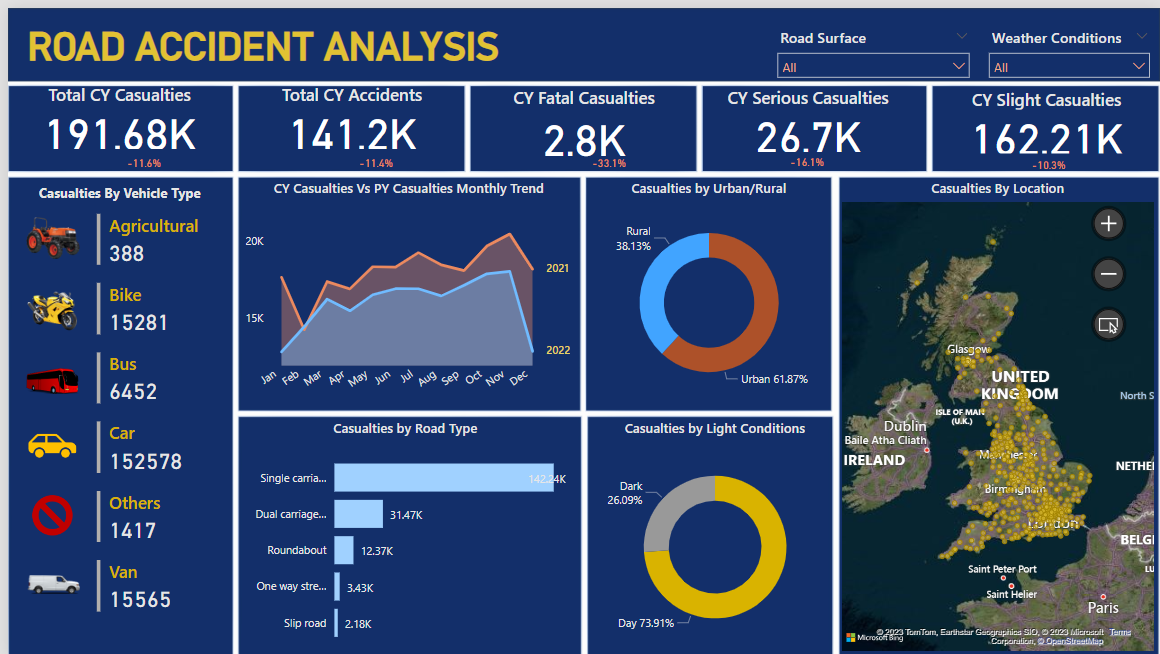 ROAD ACCIDENT ANALYSIS
Road Surface
All
Weather Conditions
All
Total CY Casualties
191.68K
-11.6%
Total CY Accidents
141.2K
-11.4%
CY Fatal Casualties
2.8K
-33.1%
CY Serious Casualties
26.7K
-16.1%
CY Slight Casualties
162.21K
-10.3%
Casualties By Vehicle Type
Agricultural
388
Bike
15281
Bus
6452
Car
152578
Others
1417
Van
15565
CY Casualties Vs PY Casualties Monthly Trend
20K
15K
2021
2022
Jan Feb Mar Apr May Jun Jul Aug Sep Oct Nov Dec
Casualties by Urban/Rural
Rural
38.13%
Urban 61.87%
Casualties by Road Type
Single carria... 142.24K
Dual carriage... 31.47K
Roundabout 12.37K
One way stre... 3.43K
Slip road 2.18K
Casualties by Light Conditions
Dark
26.09%
Day 73.91%
Casualties By Location
Glasgow
UNITED
KINGDOM
North S
ISLE OF MAN
(U.K.)
Dublin
Baile Atha Cliath
IRELAND
Manchester
NETHE
Birmingham
London
BELGI
LU
Saint Peter Port
Saint Helier
Paris
© 2023 TomTom, Earthstar Geographics SIO, © 2023 Microsoft Corporation, © OpenStreetMap Terms
Microsoft Bing